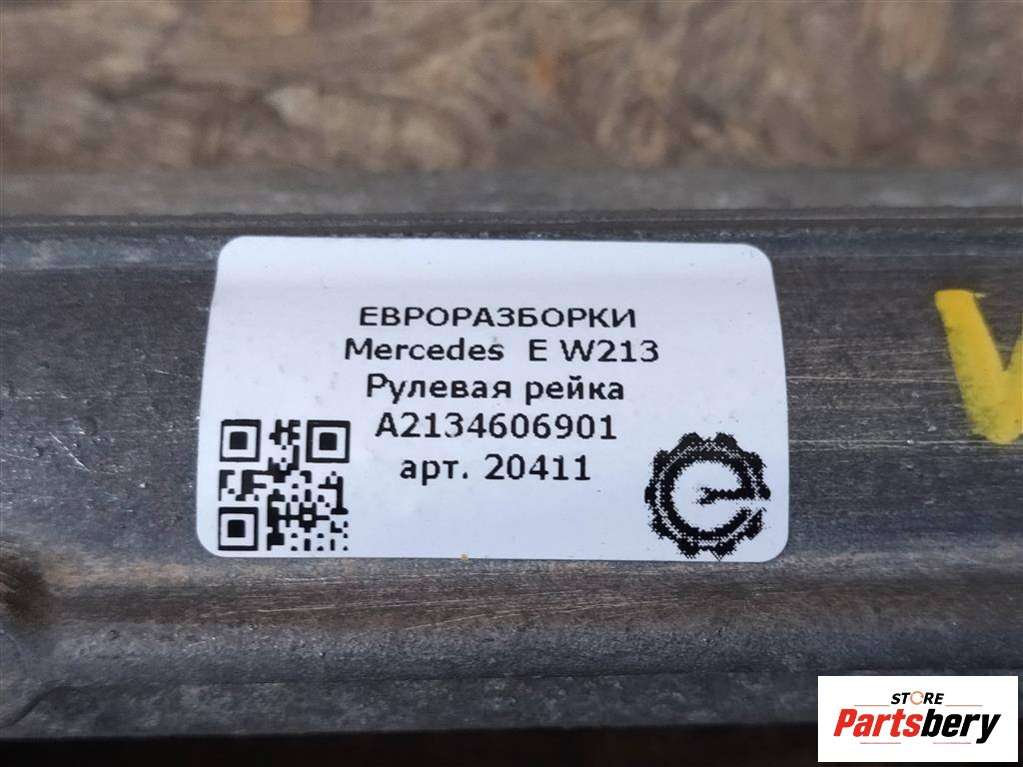 ЕВРОРАЗБОРКИ
Mercedes E W213
Рулевая рейка
A2134606901
арт. 20411
STORE
Partsbery